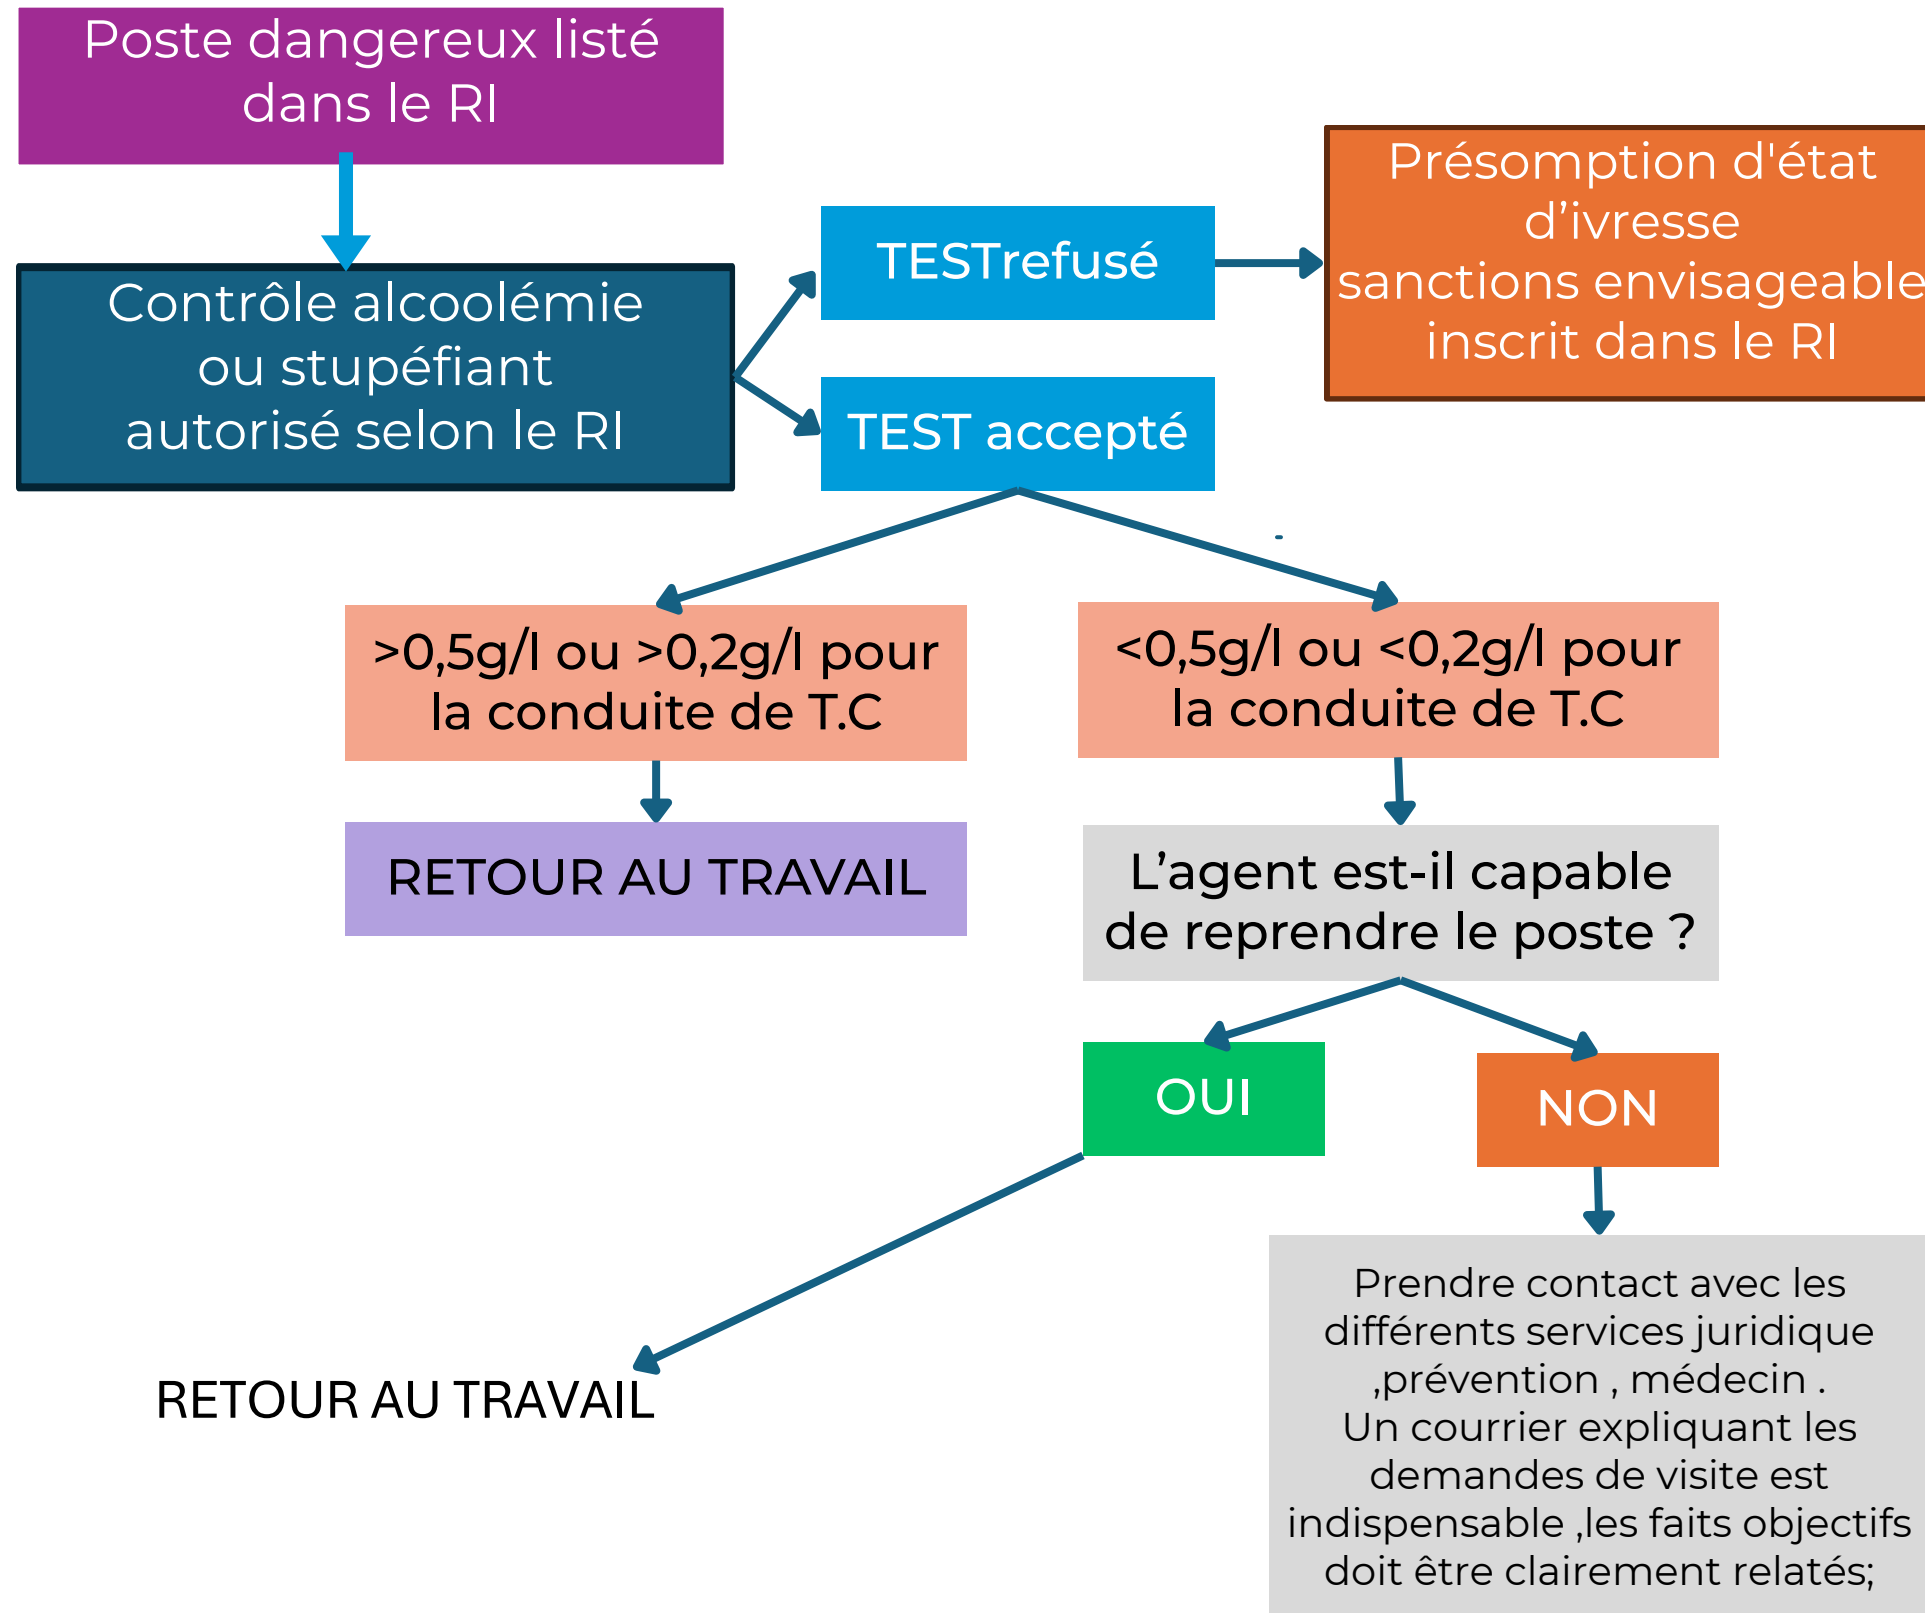 Poste dangereux listé
dans le RI
Contrôle alcoolémie
ou stupéfiant
autorisé selon le RI
TESTrefusé
Présomption d'état
d’ivresse
sanctions envisageable
inscrit dans le RI
TEST accepté
>0,5g/l ou >0,2g/l pour
la conduite de T.C
<0,5g/l ou <0,2g/l pour
la conduite de T.C
RETOUR AU TRAVAIL
L’agent est-il capable
de reprendre le poste ?
OUI
NON
RETOUR AU TRAVAIL
Prendre contact avec les
différents services juridique
,prévention , médecin .
Un courrier expliquant les
demandes de visite est
indispensable ,les faits objectifs
doit être clairement relatés;